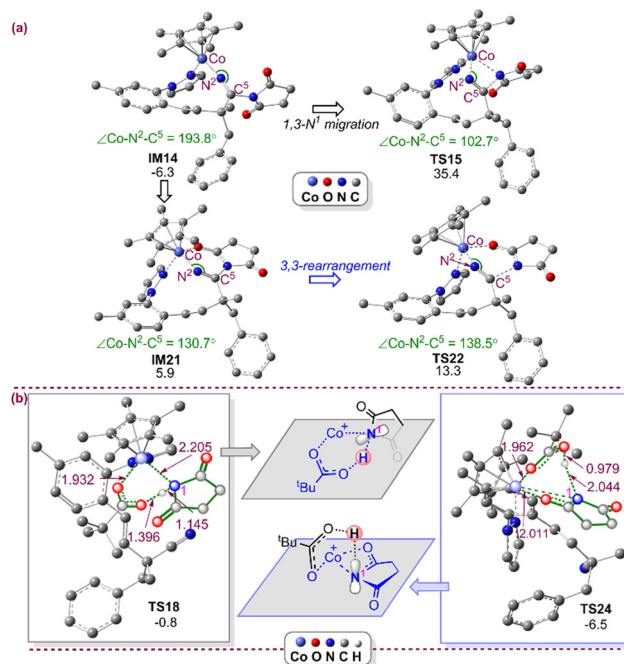 (a)
Co
N2
C5
∠Co-N2-C5 = 193.8°
IM14
-6.3
1,3-N1 migration
Co
N2
C5
∠Co-N2-C5 = 102.7°
TS15
35.4
Co O N C
Co
N2
C5
∠Co-N2-C5 = 130.7°
IM21
5.9
3,3-rearrangement
Co
N2
C5
∠Co-N2-C5 = 138.5°
TS22
13.3
(b)
2.205
1.932
1
1.396
1.145
TS18
-0.8
O
Co+
N1
O
O
H
tBu
O
tBu
O
H
O
Co+
O
N1
O
1.962
0.979
2.044
1
2.011
TS24
-6.5
Co O N C H